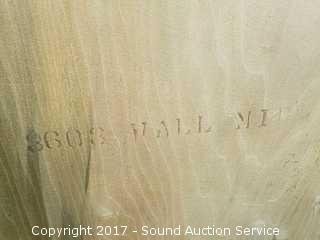 8608 WALL MI
Copyright 2017 - Sound Auction Service